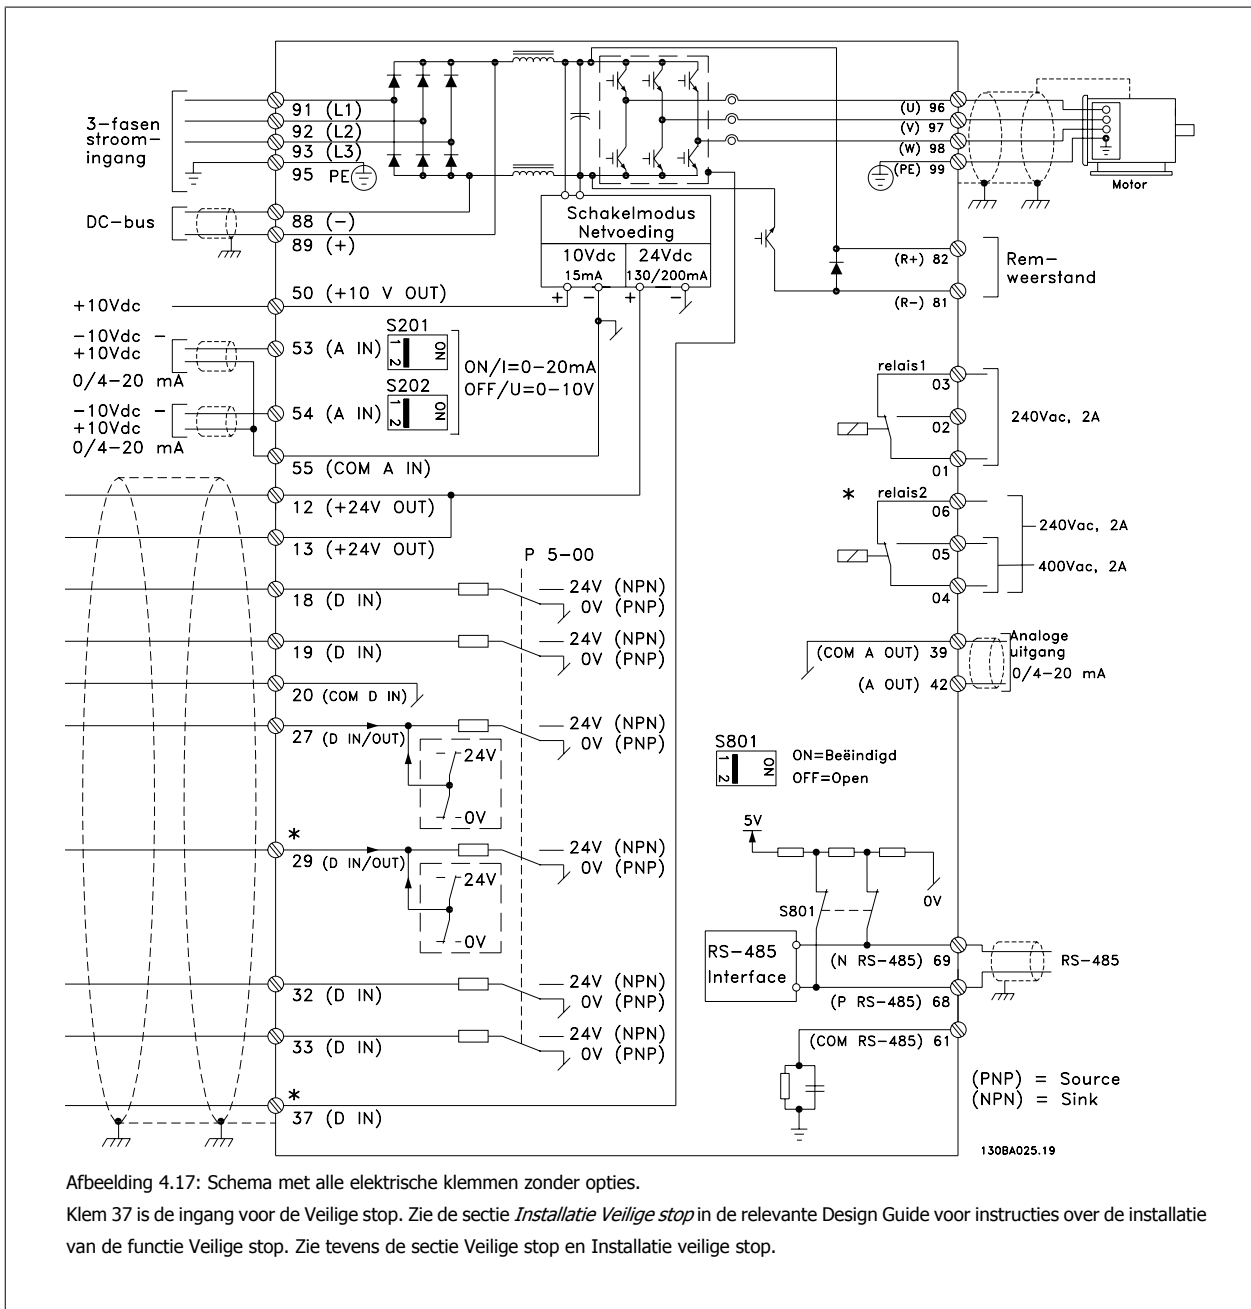 3-fasen
stroom-
ingang
91 (L1)
92 (L2)
93 (L3)
95 PE
DC-bus
88 (-)
89 (+)
+10Vdc
50 (+10 V OUT)
-10Vdc -
+10Vdc
0/4-20 mA
53 (A IN)
S201
1 2
ON
ON/I=0-20mA
OFF/U=0-10V
-10Vdc -
+10Vdc
0/4-20 mA
54 (A IN)
S202
1 2
ON
55 (COM A IN)
12 (+24V OUT)
13 (+24V OUT)
P 5-00
18 (D IN)
24V (NPN)
0V (PNP)
19 (D IN)
24V (NPN)
0V (PNP)
20 (COM D IN)
27 (D IN/OUT)
24V (NPN)
0V (PNP)
24V
0V
*
29 (D IN/OUT)
24V (NPN)
0V (PNP)
24V
0V
32 (D IN)
24V (NPN)
0V (PNP)
33 (D IN)
24V (NPN)
0V (PNP)
*
37 (D IN)
Schakelmodus
Netvoeding
10Vdc
15mA
24Vdc
130/200mA
+ - + -
(U) 96
(V) 97
(W) 98
(PE) 99
Motor
(R+) 82
(R-) 81
Rem-
weerstand
relais1
03
02
01
240Vac, 2A
* relais2
06
05
04
240Vac, 2A
400Vac, 2A
(COM A OUT) 39
(A OUT) 42
Analoge
uitgang
0/4-20 mA
S801
1 2
ON
ON=Beëindigd
OFF=Open
5V
S801
0V
RS-485
Interface
(N RS-485) 69
(P RS-485) 68
(COM RS-485) 61
RS-485
(PNP) = Source
(NPN) = Sink
130BA025.19
Afbeelding 4.17: Schema met alle elektrische klemmen zonder opties.
Klem 37 is de ingang voor de Veilige stop. Zie de sectie Installatie Veilige stop in de relevante Design Guide voor instructies over de installatie
van de functie Veilige stop. Zie tevens de sectie Veilige stop en Installatie veilige stop.